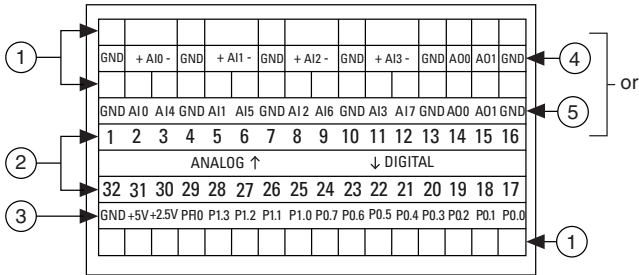 1
GND + AI0 - GND + AI1 - GND + AI2 - GND + AI3 - GND AO0 AO1 GND
4
or
GND AI0 AI4 GND AI1 AI5 GND AI2 AI6 GND AI3 AI7 GND AO0 AO1 GND
5
1 2 3 4 5 6 7 8 9 10 11 12 13 14 15 16
2
ANALOG ↑ ↓ DIGITAL
32 31 30 29 28 27 26 25 24 23 22 21 20 19 18 17
3
GND +5V +2.5V PFI0 P1.3 P1.2 P1.1 P1.0 P0.7 P0.6 P0.5 P0.4 P0.3 P0.2 P0.1 P0.0
1